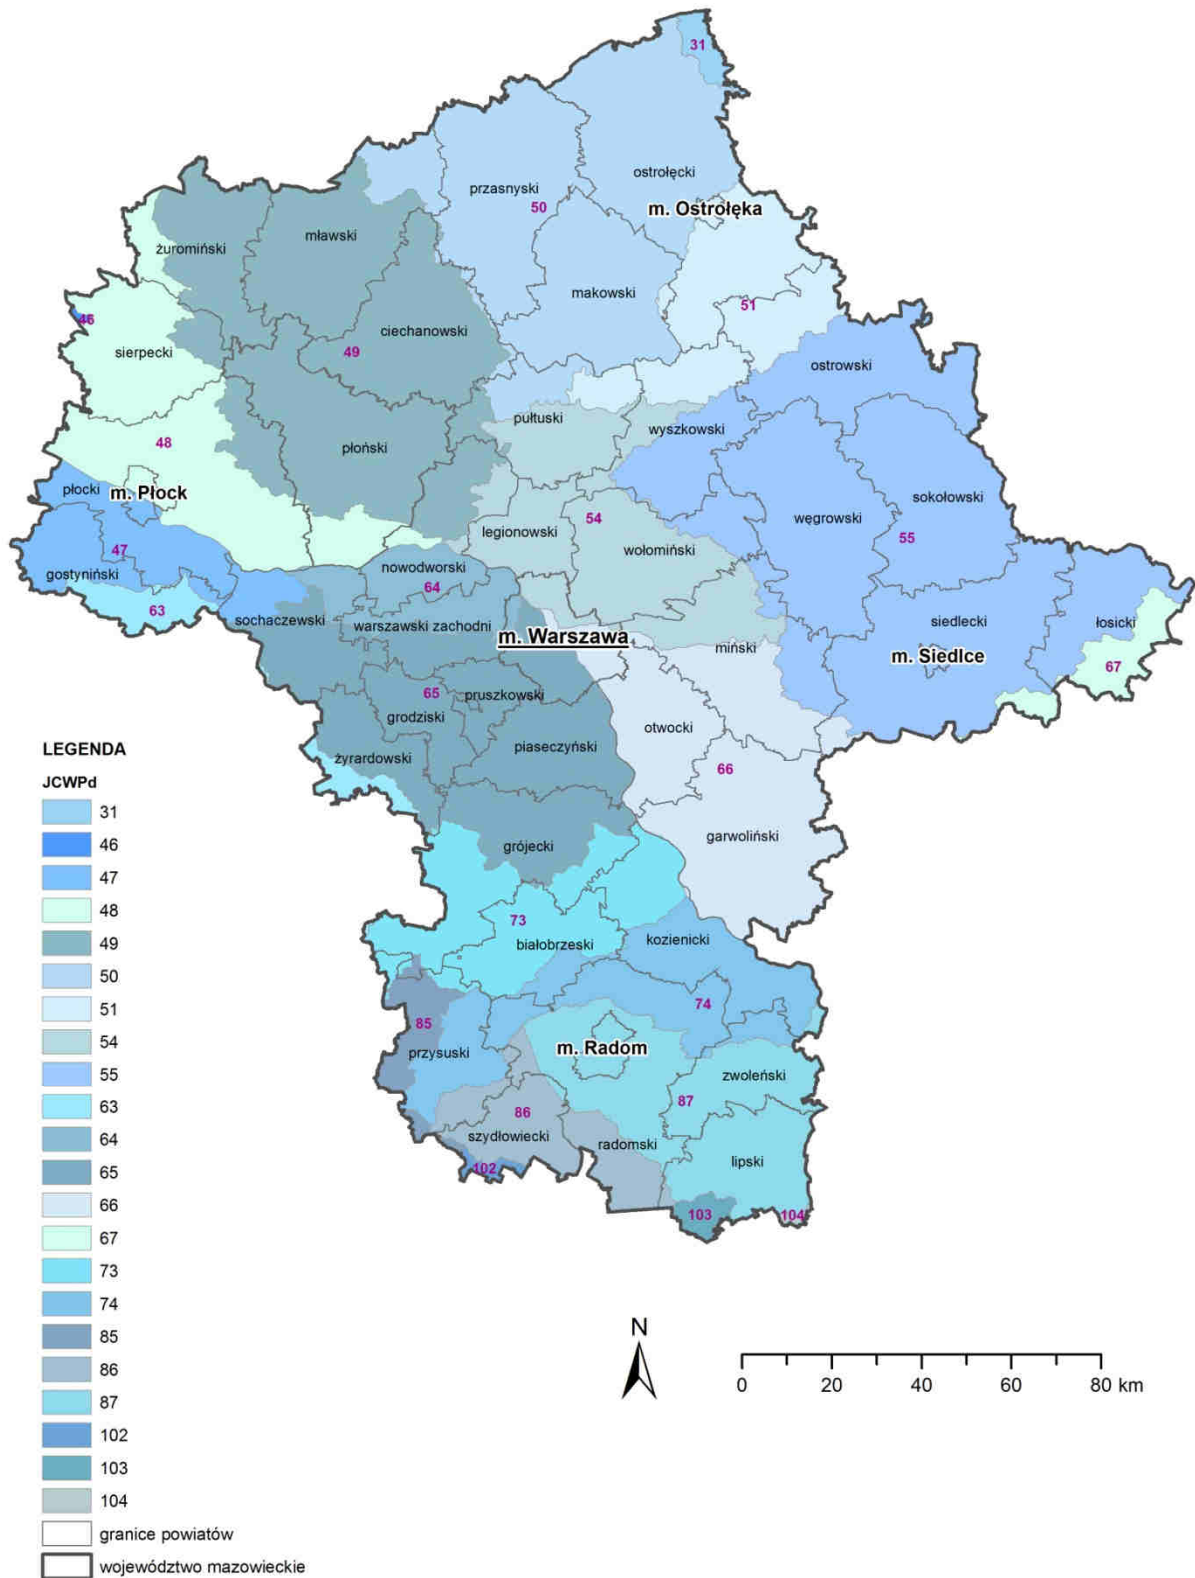 31
ostrołęcki
przasnyski
50
m. Ostrołęka
mławski
żuromiński
makowski
51
46
ciechanowski
49
sierpecki
ostrowski
pułtuski
wyszkowski
48
płoński
płocki
m. Płock
sokołowski
węgrowski
54
legionowski
55
wołomiński
47
gostyniński
nowodworski
64
63
sochaczewski
warszawski zachodni
m. Warszawa
siedlecki
łosicki
miński
m. Siedlce
67
65
pruszkowski
grodziski
otwocki
piaseczyński
żyrardowski
66
garwoliński
grójecki
73
białobrzeski
kozienicki
74
85
przysuski
m. Radom
zwoleński
87
86
szydłowiecki
radomski
lipski
102
103
104
LEGENDA
JCWPd
31
46
47
48
49
50
51
54
55
63
64
65
66
67
73
74
85
86
87
102
103
104
granice powiatów
województwo mazowieckie
N
0 20 40 60 80 km